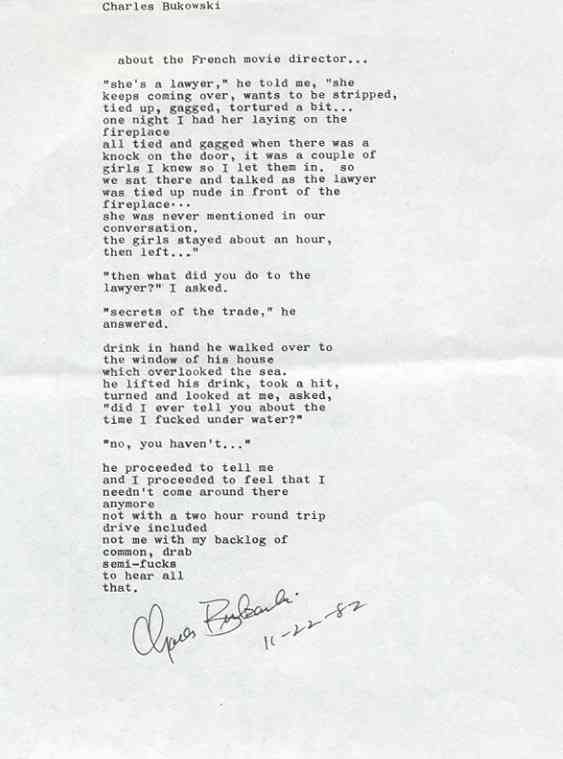 Charles Bukowski
about the French movie director...
"she's a lawyer," he told me, "she
keeps coming over, wants to be stripped,
tied up, gagged, tortured a bit...
one night I had her laying on the
fireplace
all tied and gagged when there was a
knock on the door, it was a couple of
girls I knew so I let them in.  so
we sat there and talked as the lawyer
was tied up nude in front of the
fireplace...
she was never mentioned in our
conversation.
the girls stayed about an hour,
then left..."
"then what did you do to the
lawyer?" I asked.
"secrets of the trade," he
answered.
drink in hand he walked over to
the window of his house
which overlooked the sea.
he lifted his drink, took a hit,
turned and looked at me, asked,
"did I ever tell you about the
time I fucked under water?"
"no, you haven't..."
he proceeded to tell me
and I proceeded to feel that I
needn't come around there
anymore
not with a two hour round trip
drive included
not me with my backlog of
common, drab
semi-fucks
to hear all
that.
Charles Bukowski
11-22-82